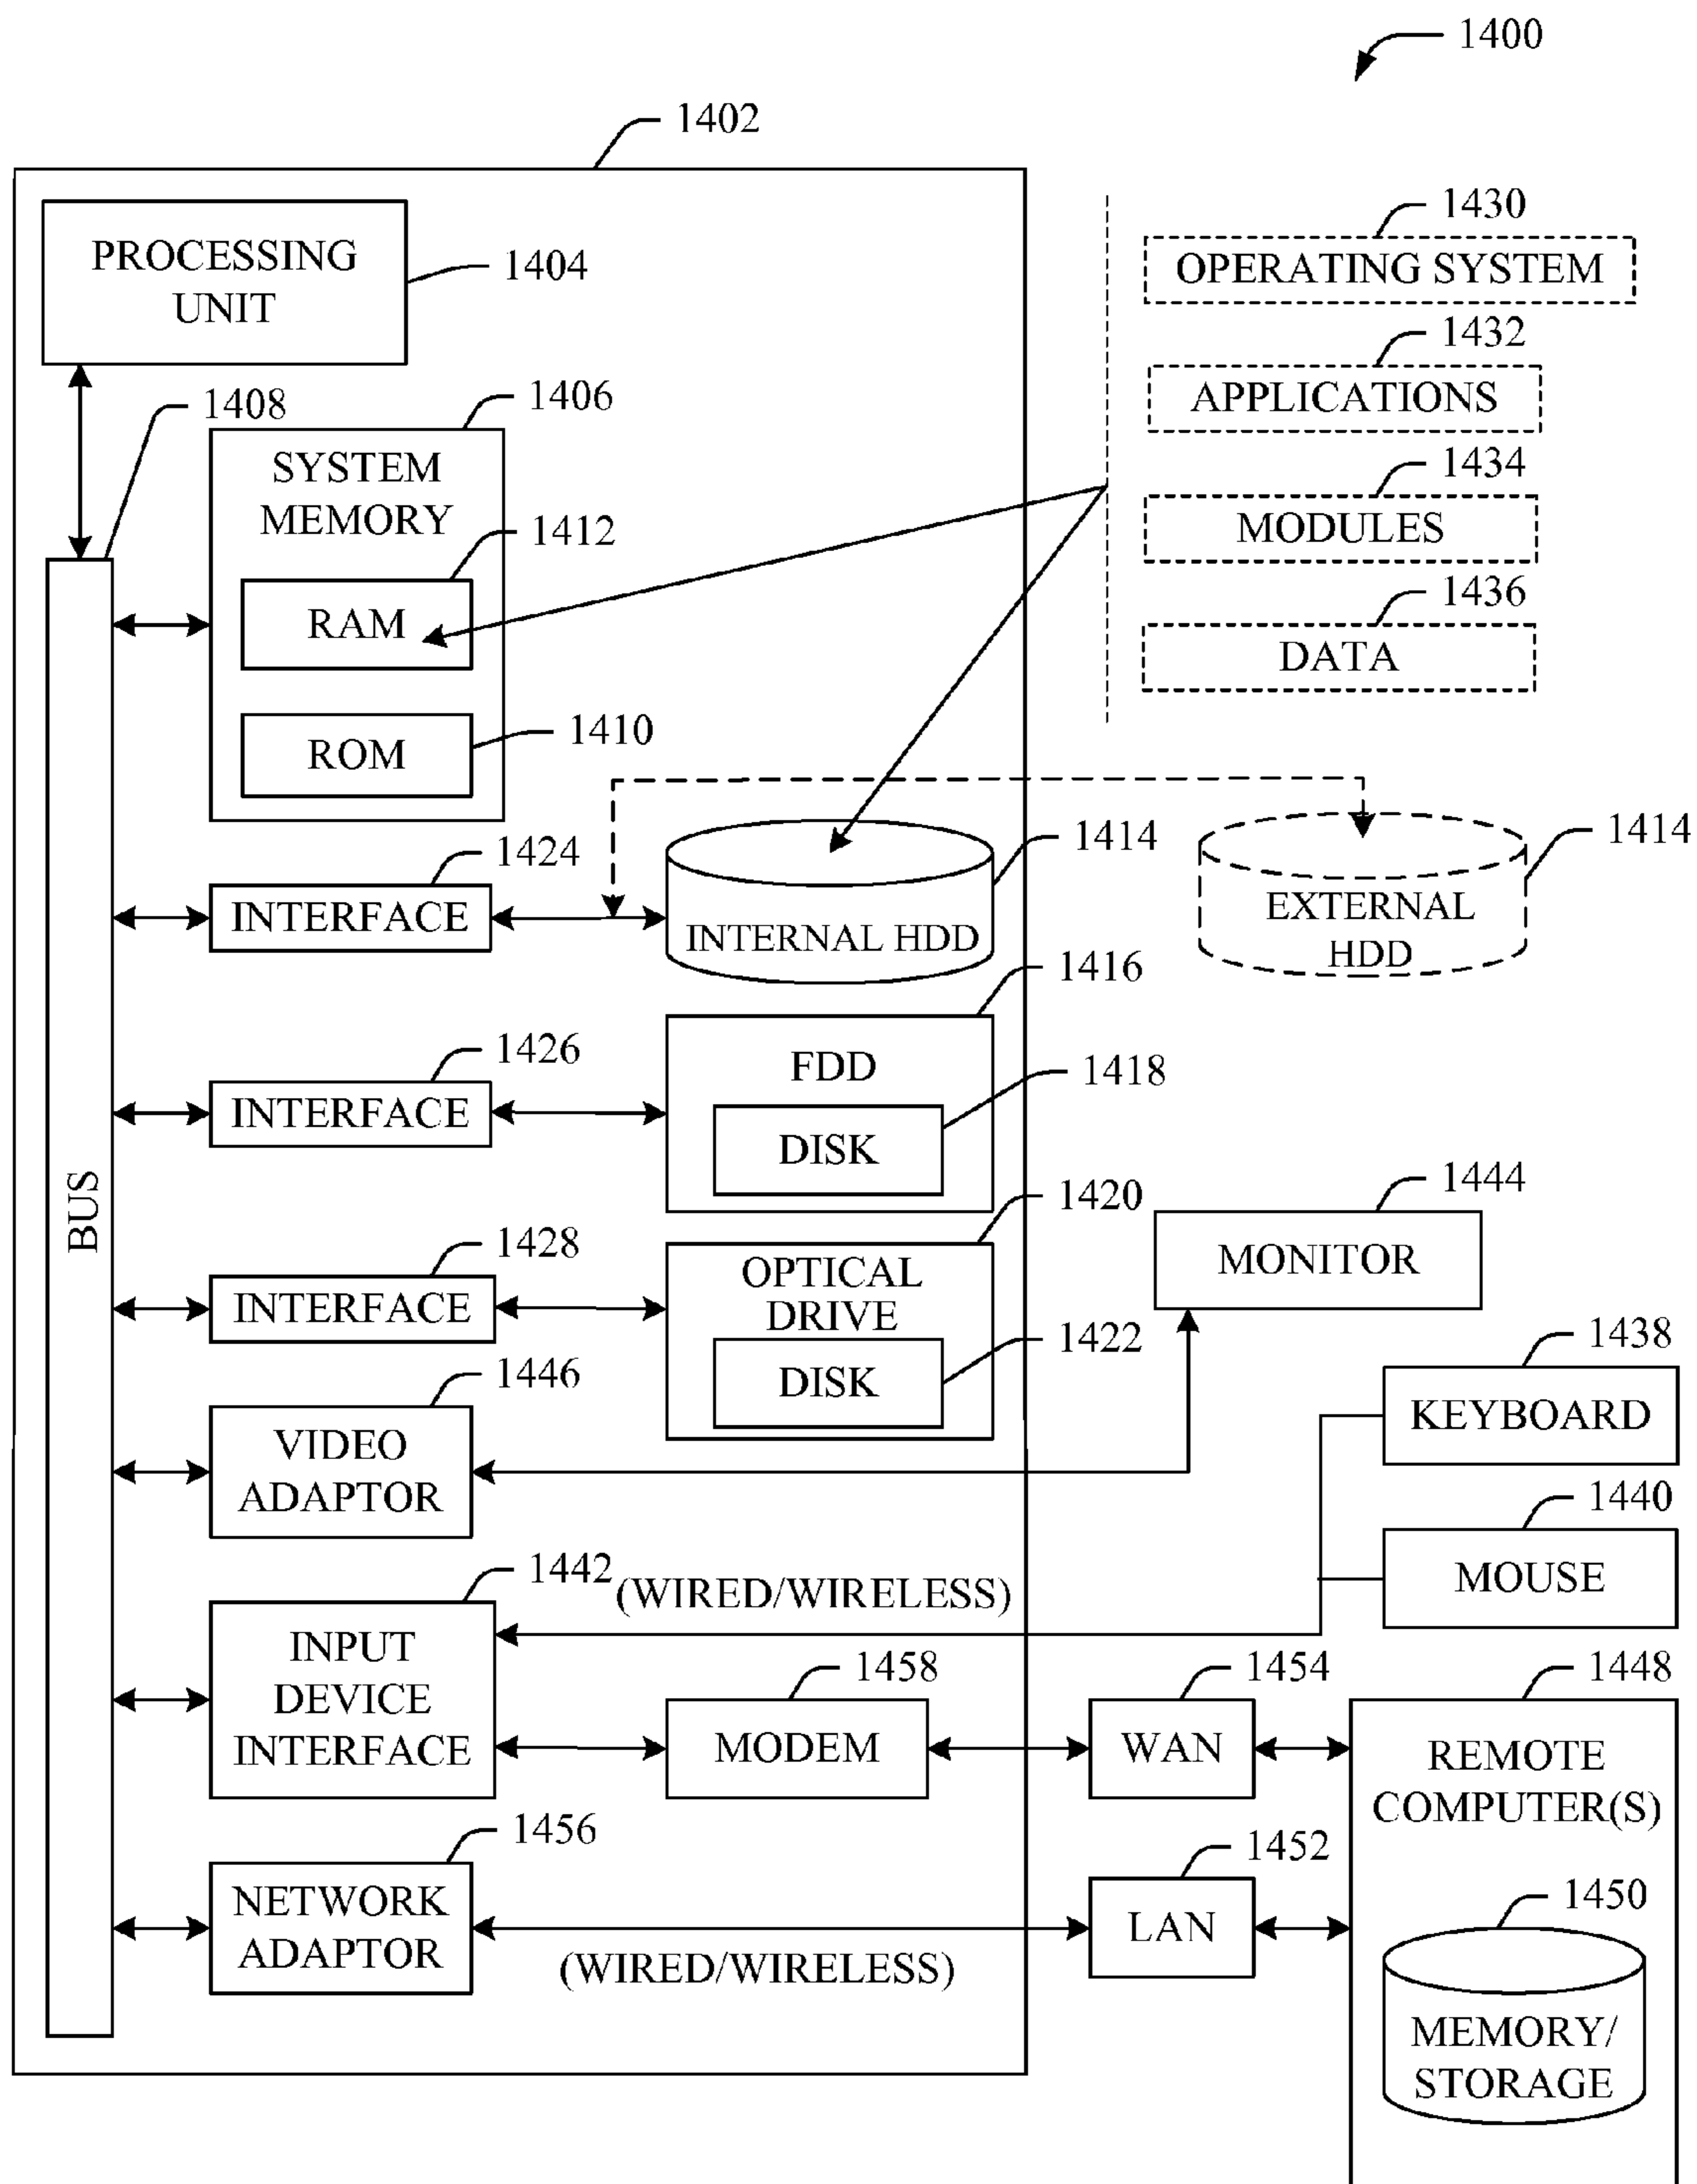 1400
1402
PROCESSING
UNIT
1404
1430
OPERATING SYSTEM
1432
APPLICATIONS
1434
MODULES
1436
DATA
1408
1406
SYSTEM
MEMORY
1412
RAM
1410
ROM
BUS
1424
INTERFACE
1414
INTERNAL HDD
1414
EXTERNAL
HDD
1426
INTERFACE
1416
FDD
1418
DISK
1428
INTERFACE
1420
OPTICAL
DRIVE
1422
DISK
1444
MONITOR
1446
VIDEO
ADAPTOR
1438
KEYBOARD
1440
MOUSE
1442
(WIRED/WIRELESS)
INPUT
DEVICE
INTERFACE
1458
MODEM
1454
WAN
1448
REMOTE
COMPUTER(S)
1456
NETWORK
ADAPTOR
(WIRED/WIRELESS)
1452
LAN
1450
MEMORY/
STORAGE